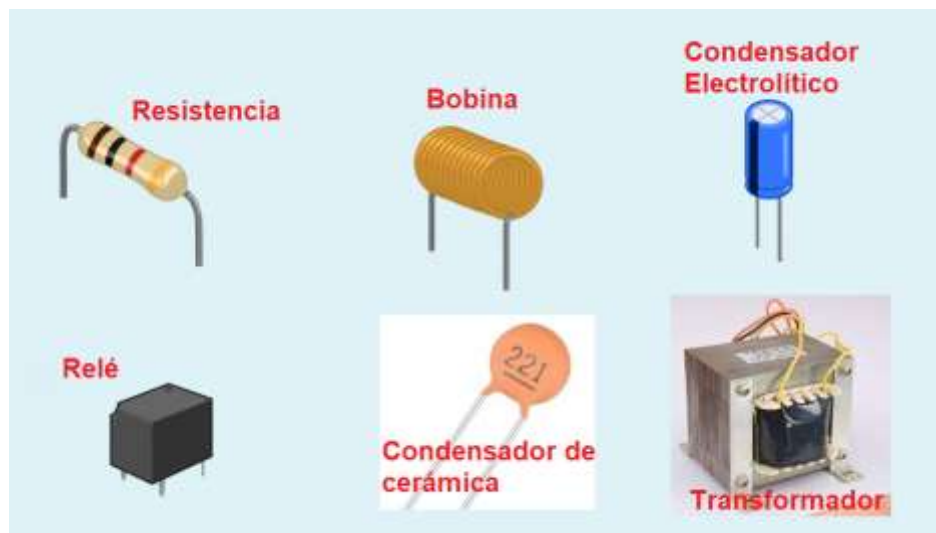 Resistencia
Bobina
Condensador
Electrolítico
Relé
221
Condensador de
cerámica
Transformador